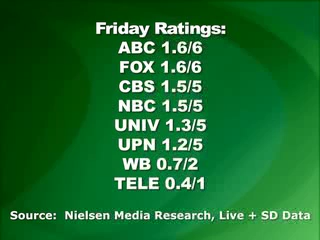 Friday Ratings:
ABC 1.6/6
FOX 1.6/6
CBS 1.5/5
NBC 1.5/5
UNIV 1.3/5
UPN 1.2/5
WB 0.7/2
TELE 0.4/1
Source: Nielsen Media Research, Live + SD Data